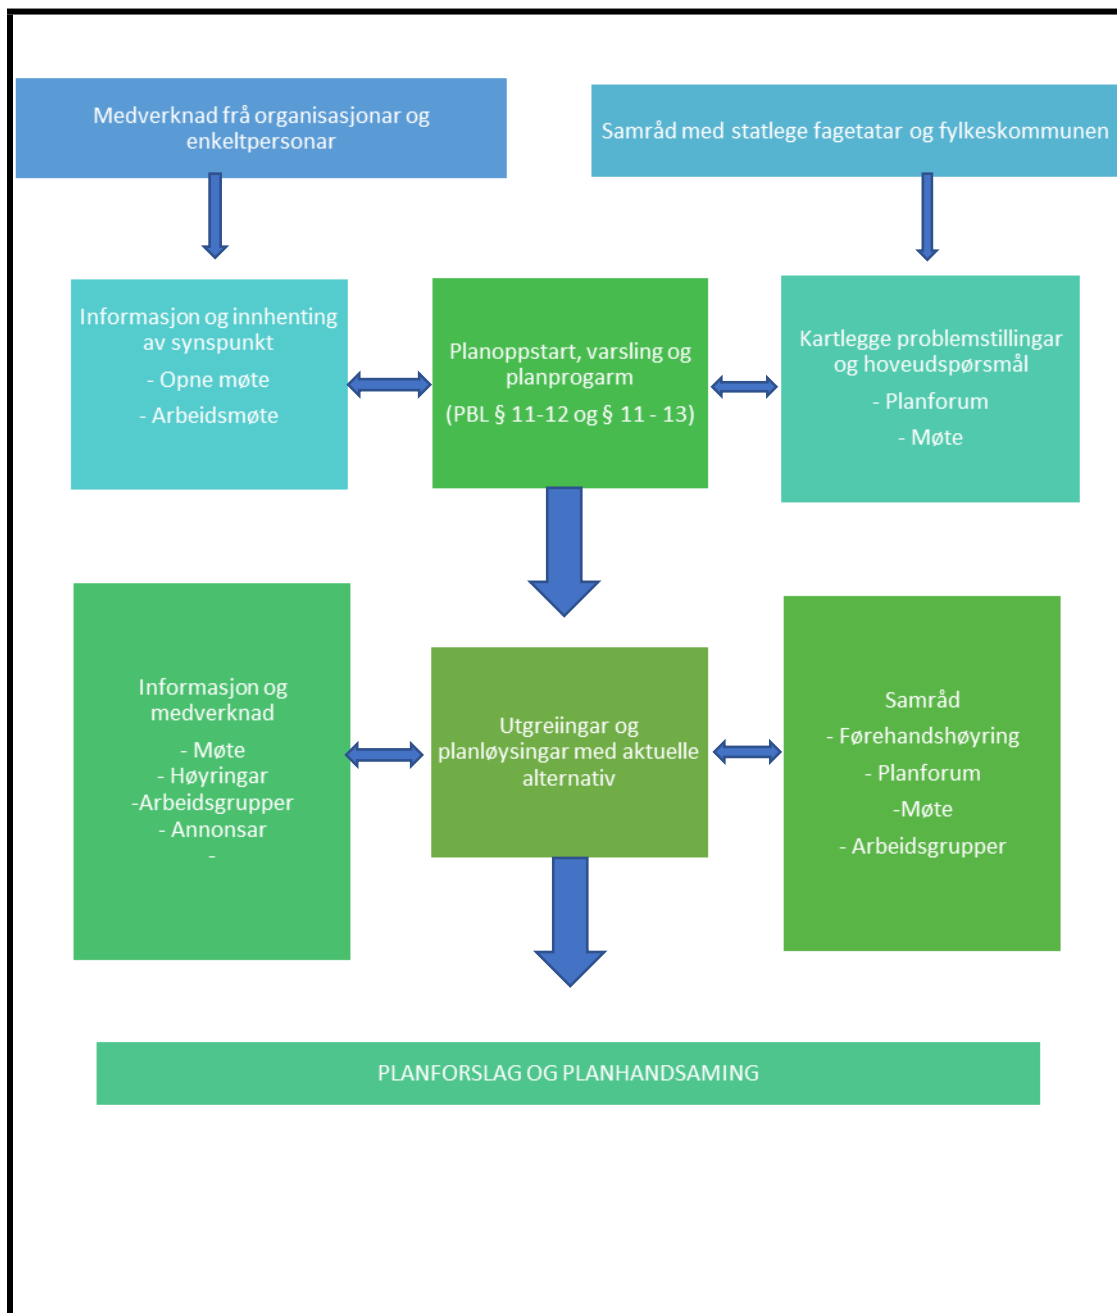 Medverknad frå organisasjonar og
enkeltpersonar
Samråd med statlege fagetatar og fylkeskommunen
Informasjon og innhenting
av synspunkt
- Opne møte
- Arbeidsmøte
Planoppstart, varsling og
planprogarm
(PBL § 11-12 og § 11 - 13)
Kartlegge problemstillingar
og hoveudspørsmål
- Planforum
- Møte
Informasjon og
medverknad
- Møte
- Høyringar
-Arbeidsgrupper
- Annonsar
-
Utgreiingar og
planløysingar med aktuelle
alternativ
Samråd
- Førehandshøyring
- Planforum
-Møte
- Arbeidsgrupper
PLANFORSLAG OG PLANHANDSAMING